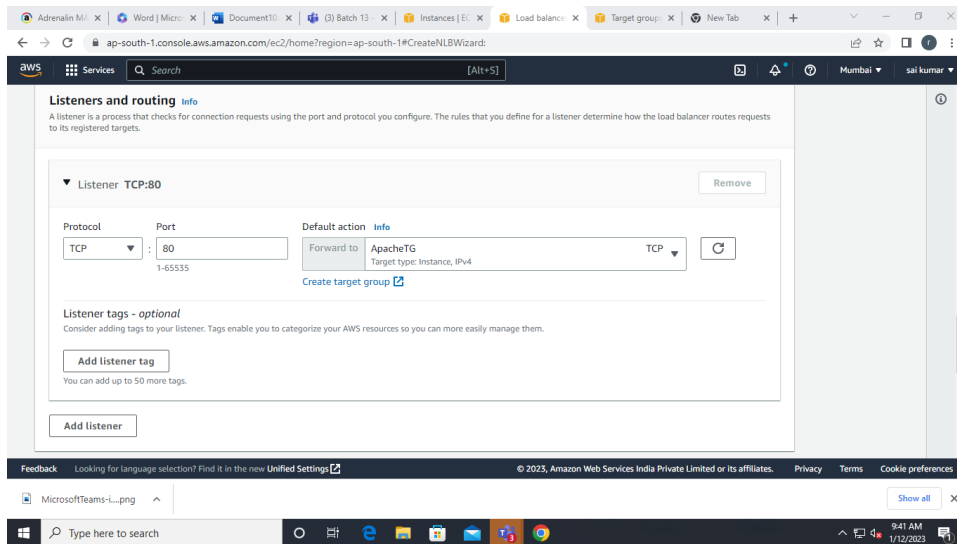 Adrenalin MA
Word | Micro
Document10
(3) Batch 13 -
Instances | EC
Load balance
Target group
New Tab
ap-south-1.console.aws.amazon.com/ec2/home?region=ap-south-1#CreateNLBWizard:
r
aws
Services
Search
[Alt+S]
Mumbai
sai kumar
Listeners and routing Info
A listener is a process that checks for connection requests using the port and protocol you configure. The rules that you define for a listener determine how the load balancer routes requests
to its registered targets.
Listener TCP:80
Remove
Protocol
Port
Default action Info
TCP
:
80
Forward to
ApacheTG
TCP
Target type: Instance, IPv4
1-65535
Create target group
Listener tags - optional
Consider adding tags to your listener. Tags enable you to categorize your AWS resources so you can more easily manage them.
Add listener tag
You can add up to 50 more tags.
Add listener
Feedback
Looking for language selection? Find it in the new Unified Settings
© 2023, Amazon Web Services India Private Limited or its affiliates.
Privacy
Terms
Cookie preferences
MicrosoftTeams-i....png
Show all
Type here to search
9:41 AM
1/12/2023